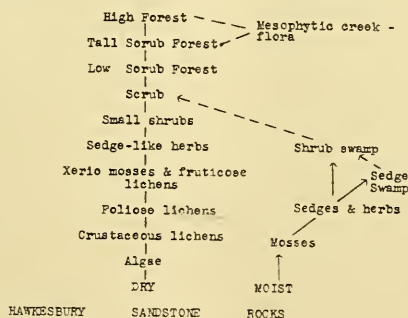 High Forest
Mesophytic creek -
flora
Tall Scrub Forest
Low Scrub Forest
Scrub
Small shrubs
Shrub swamp
Sedge-like herbs
Sedge
Swamp
Xeric mosses & fruticose
lichens
Sedges & herbs
Foliose lichens
Mosses
Crustaceous lichens
Algae
DRY
MOIST
HAWKESBURY SANDSTONE ROCKS